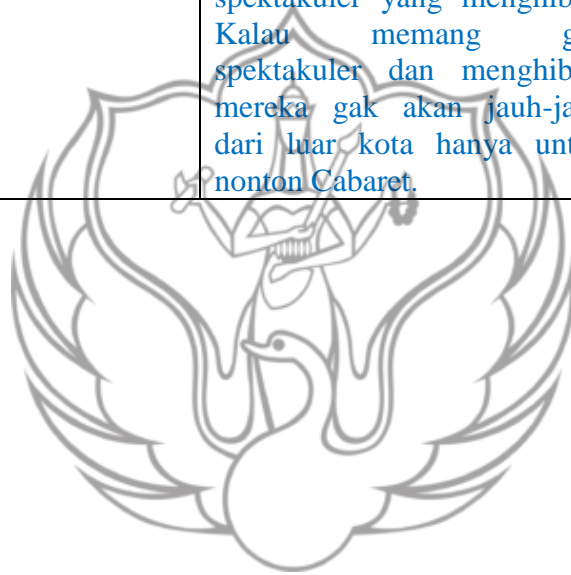 spektakuler yang menghib
Kalau memang g
spektakuler dan menghib
mereka gak akan jauh-ja
dari luar kota hanya unt
nonton Cabaret.